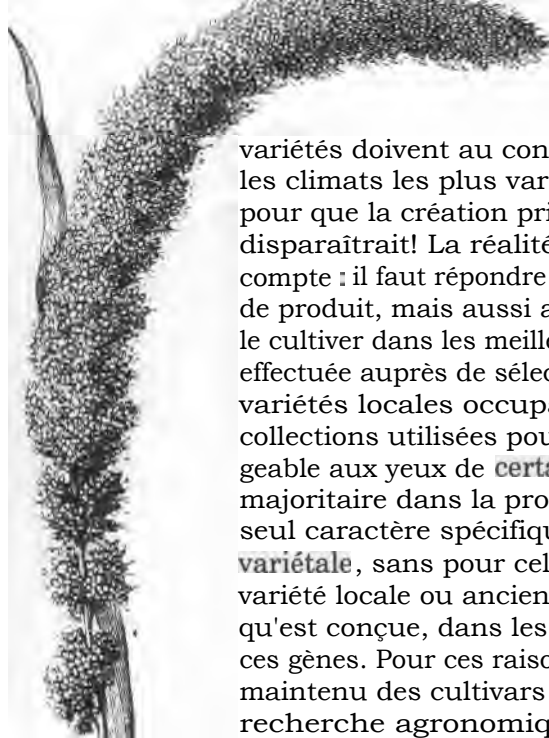 variétés doivent au con
les climats les plus var
pour que la création pri
disparaîtrait! La réalité
compte : il faut répondre
de produit, mais aussi a
le cultiver dans les meille
effectuée auprès de sélec
variétés locales occupa
collections utilisées pou
geable aux yeux de certa
majoritaire dans la pro
seul caractère spécifiqu
variétale, sans pour cel
variété locale ou ancien
qu'est conçue, dans les
ces gènes. Pour ces raiso
maintenu des cultivars
recherche agronomiq